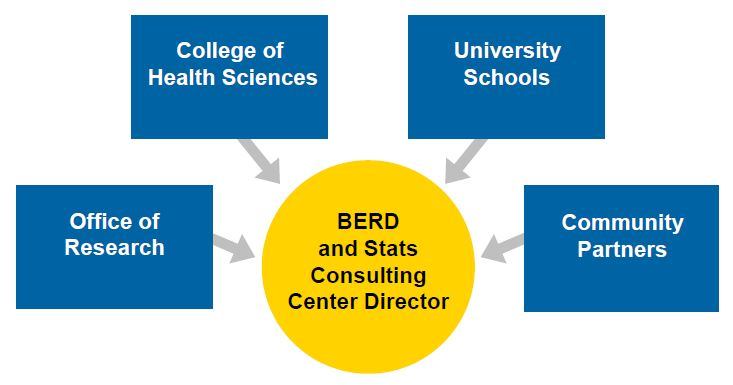 College of
Health Sciences
University
Schools
Office of
Research
BERD
and Stats
Consulting
Center Director
Community
Partners